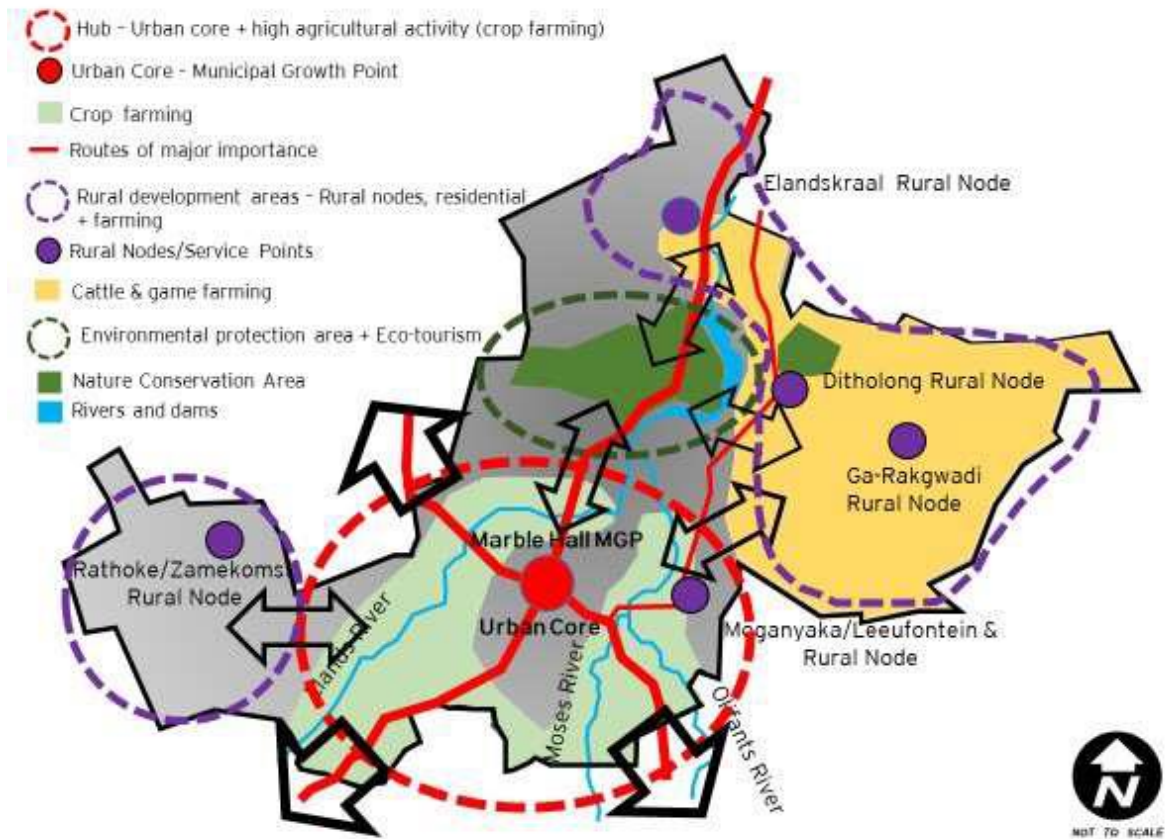 Hub – Urban core + high agricultural activity (crop farming)
Urban Core - Municipal Growth Point
Crop farming
Routes of major importance
Rural development areas – Rural nodes, residential
+ farming
Rural Nodes/Service Points
Cattle & game farming
Environmental protection area + Eco-tourism
Nature Conservation Area
Rivers and dams
Elandskraal Rural Node
Ditholong Rural Node
Ga-Rakgwadi
Rural Node
Marble Hall MGP
Urban Core
Rathoke/Zamekomst
Rural Node
Moganyaka/Leeufontein &
Rural Node
lands River
Moses River
Olifants River
N
NOT TO SCALE